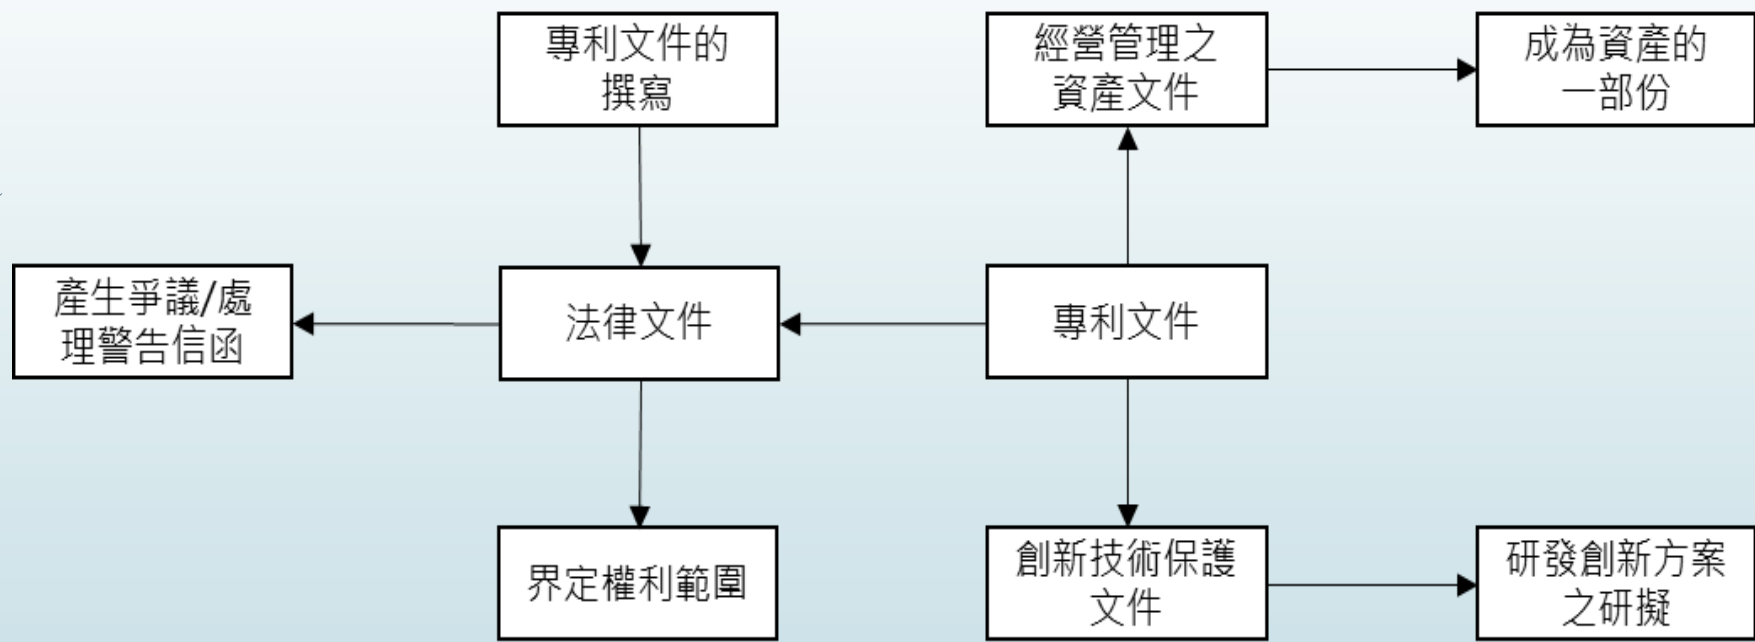 專利文件的
撰寫
經營管理之
資產文件
成為資產的
一部份
產生爭議/處
理警告信函
法律文件
專利文件
界定權利範圍
創新技術保護
文件
研發創新方案
之研擬